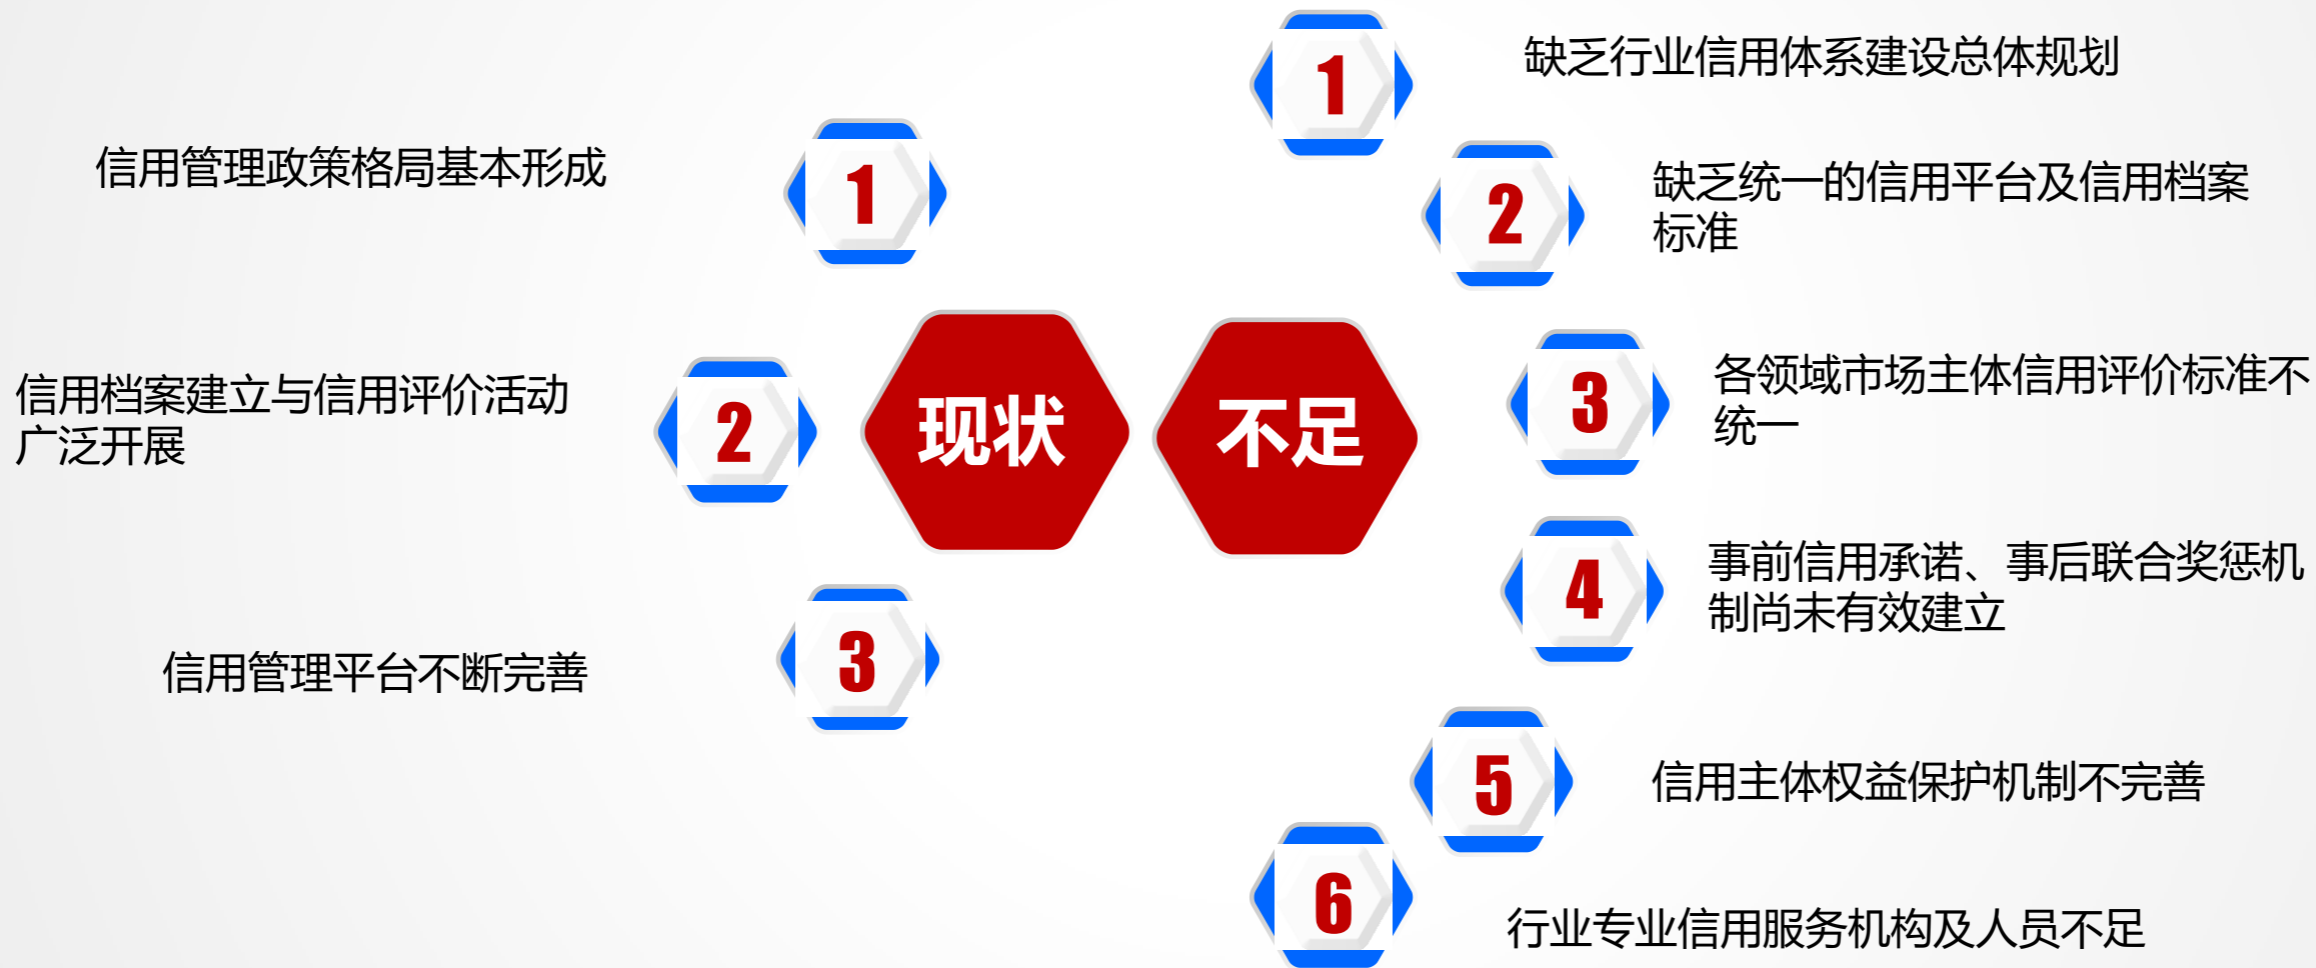 现状
1
信用管理政策格局基本形成
2
信用档案建立与信用评价活动
广泛开展
3
信用管理平台不断完善
不足
1
缺乏行业信用体系建设总体规划
2
缺乏统一的信用平台及信用档案
标准
3
各领域市场主体信用评价标准不
统一
4
事前信用承诺、事后联合奖惩机
制尚未有效建立
5
信用主体权益保护机制不完善
6
行业专业信用服务机构及人员不足